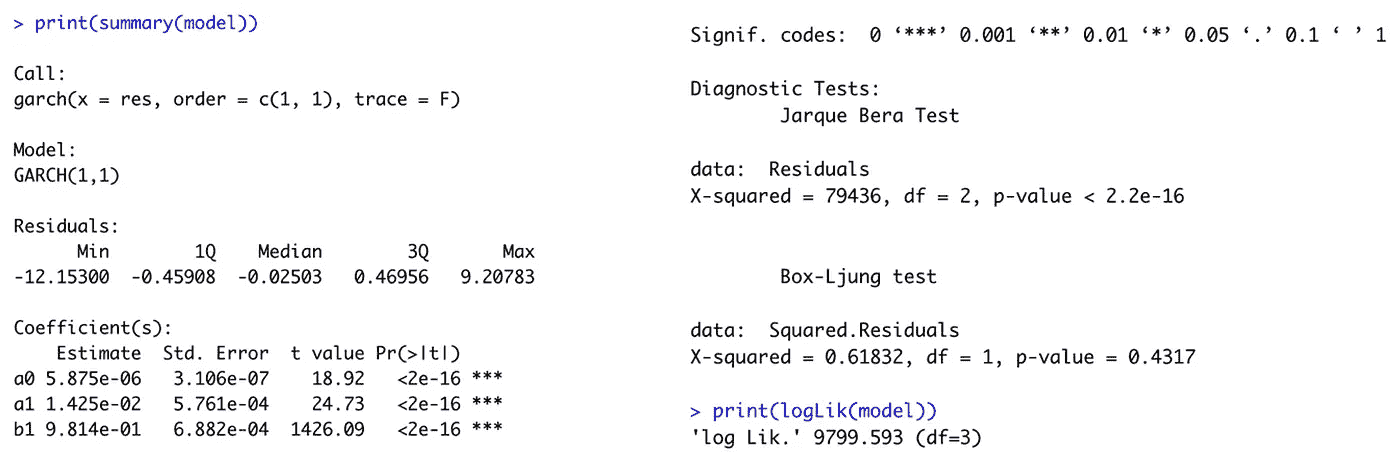 > print(summary(model))
Call:
garch(x = res, order = c(1, 1), trace = F)
Model:
GARCH(1,1)
Residuals:
Min 1Q Median 3Q Max
-12.15300 -0.45908 -0.02503 0.46956 9.20783
Coefficient(s):
Estimate Std. Error t value Pr(>|t|)
a0 5.875e-06 3.106e-07 18.92 <2e-16 ***
a1 1.425e-02 5.761e-04 24.73 <2e-16 ***
b1 9.814e-01 6.882e-04 1426.09 <2e-16 ***
Signif. codes: 0 ‘***’ 0.001 ‘**’ 0.01 ‘*’ 0.05 ‘.’ 0.1 ‘ ’ 1
Diagnostic Tests:
Jarque Bera Test
data: Residuals
X-squared = 79436, df = 2, p-value < 2.2e-16
Box-Ljung test
data: Squared.Residuals
X-squared = 0.61832, df = 1, p-value = 0.4317
> print(logLik(model))
'log Lik.' 9799.593 (df=3)